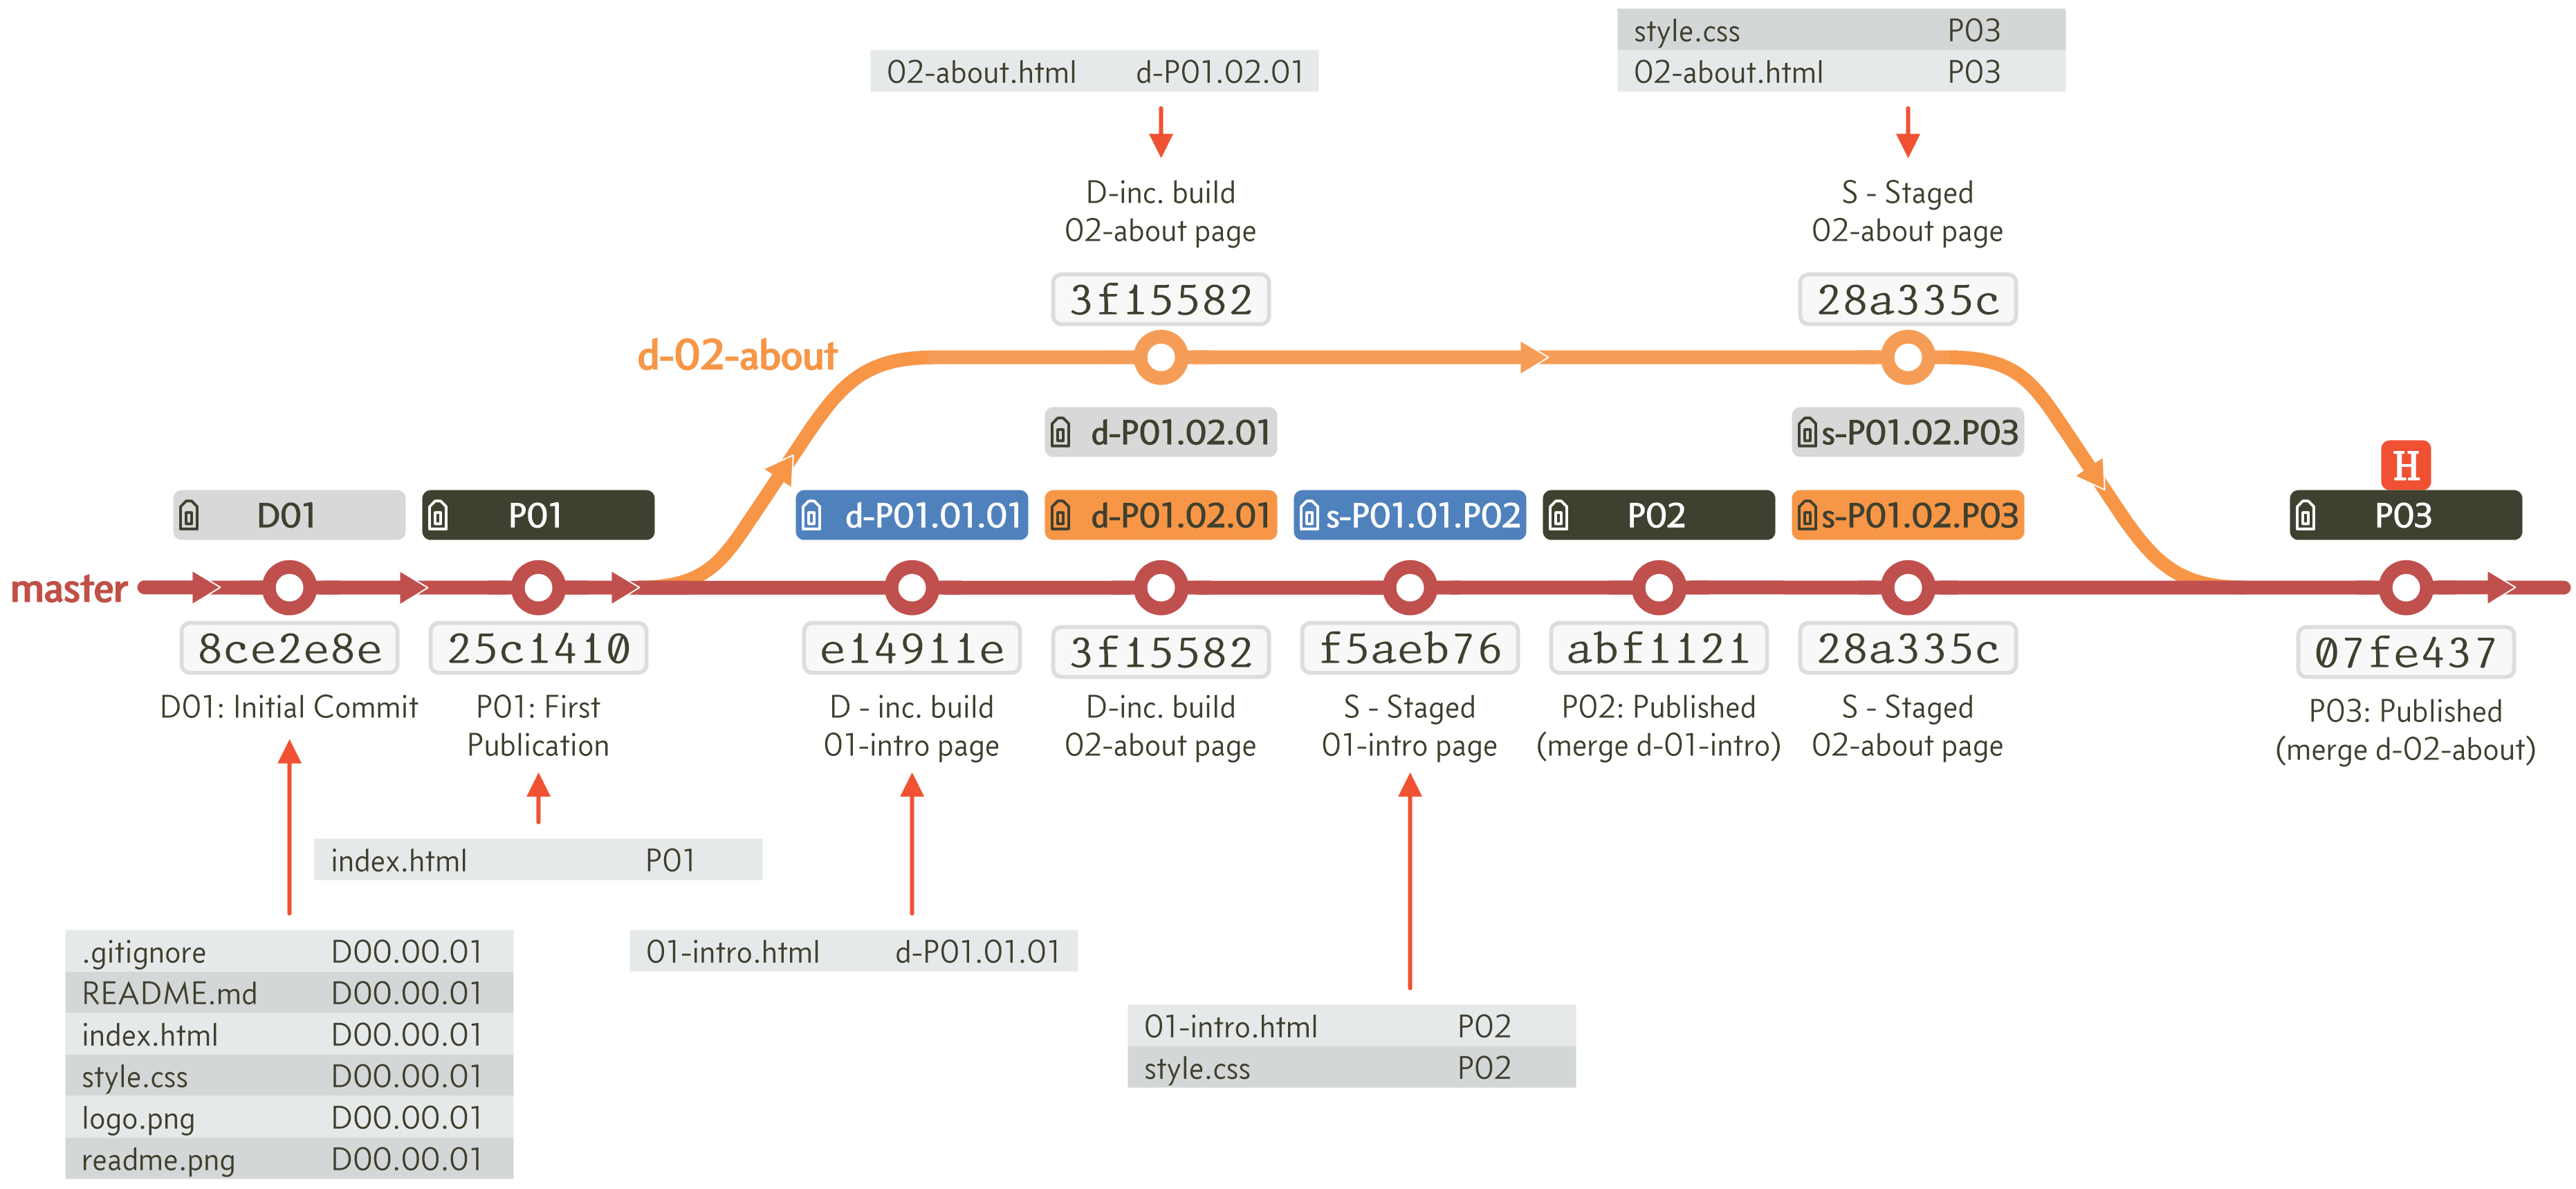 style.css P03
02-about.html d-P01.02.01
02-about.html P03
D-inc. build
02-about page
S - Staged
02-about page
3f15582
28a335c
d-02-about
d-P01.02.01
s-P01.02.P03
H
D01
P01
d-P01.01.01
d-P01.02.01
s-P01.01.P02
P02
s-P01.02.P03
P03
master
8ce2e8e
25c1410
e14911e
3f15582
f5aeb76
abf1121
28a335c
07fe437
D01: Initial Commit
P01: First
Publication
D - inc. build
01-intro page
D-inc. build
02-about page
S - Staged
01-intro page
P02: Published
(merge d-01-intro)
S - Staged
02-about page
P03: Published
(merge d-02-about)
index.html P01
.gitignore D00.00.01
README.md D00.00.01
index.html D00.00.01
style.css D00.00.01
logo.png D00.00.01
readme.png D00.00.01
01-intro.html d-P01.01.01
01-intro.html P02
style.css P02